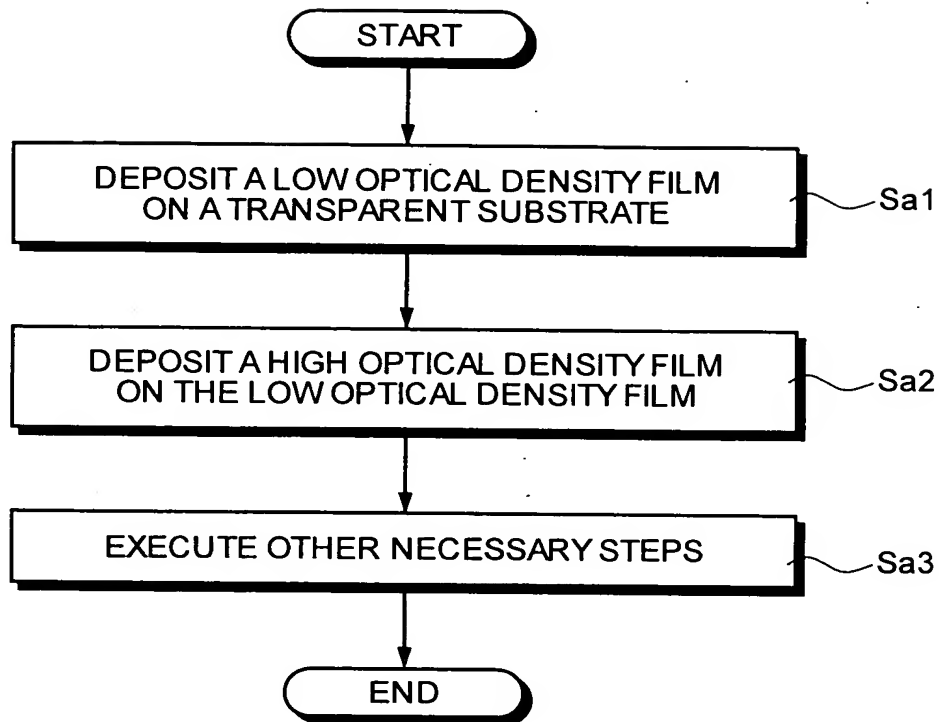 START
DEPOSIT A LOW OPTICAL DENSITY FILM
ON A TRANSPARENT SUBSTRATE
Sa1
DEPOSIT A HIGH OPTICAL DENSITY FILM
ON THE LOW OPTICAL DENSITY FILM
Sa2
EXECUTE OTHER NECESSARY STEPS
Sa3
END